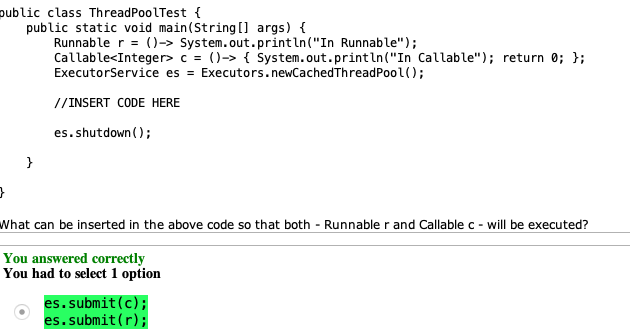 public class ThreadPoolTest {
    public static void main(String[] args) {
        Runnable r = ()-> System.out.println("In Runnable");
        Callable<Integer> c = ()-> { System.out.println("In Callable"); return 0; };
        ExecutorService es = Executors.newCachedThreadPool();

        //INSERT CODE HERE

        es.shutdown();

    }

}

What can be inserted in the above code so that both - Runnable r and Callable c - will be executed?
You answered correctly
You had to select 1 option
es.submit(c);
es.submit(r);